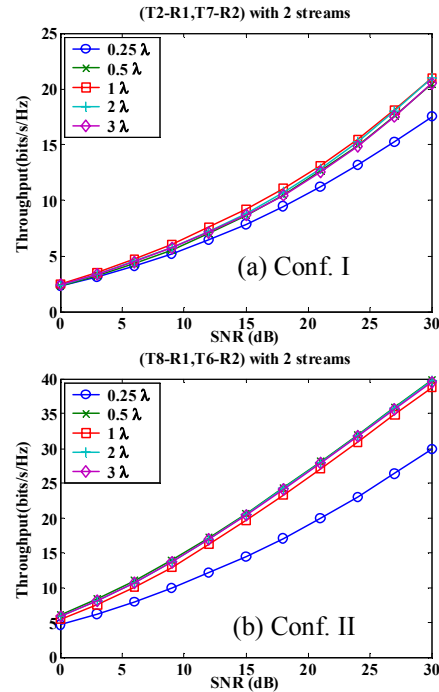 (T2-R1,T7-R2) with 2 streams
25
20
15
10
5
0
Throughput(bits/s/Hz)
0.25 λ
0.5 λ
1 λ
2 λ
3 λ
(a) Conf. I
0 5 10 15 20 25 30
SNR (dB)
(T8-R1,T6-R2) with 2 streams
40
35
30
25
20
15
10
5
0
Throughput(bits/s/Hz)
0.25 λ
0.5 λ
1 λ
2 λ
3 λ
(b) Conf. II
0 5 10 15 20 25 30
SNR (dB)